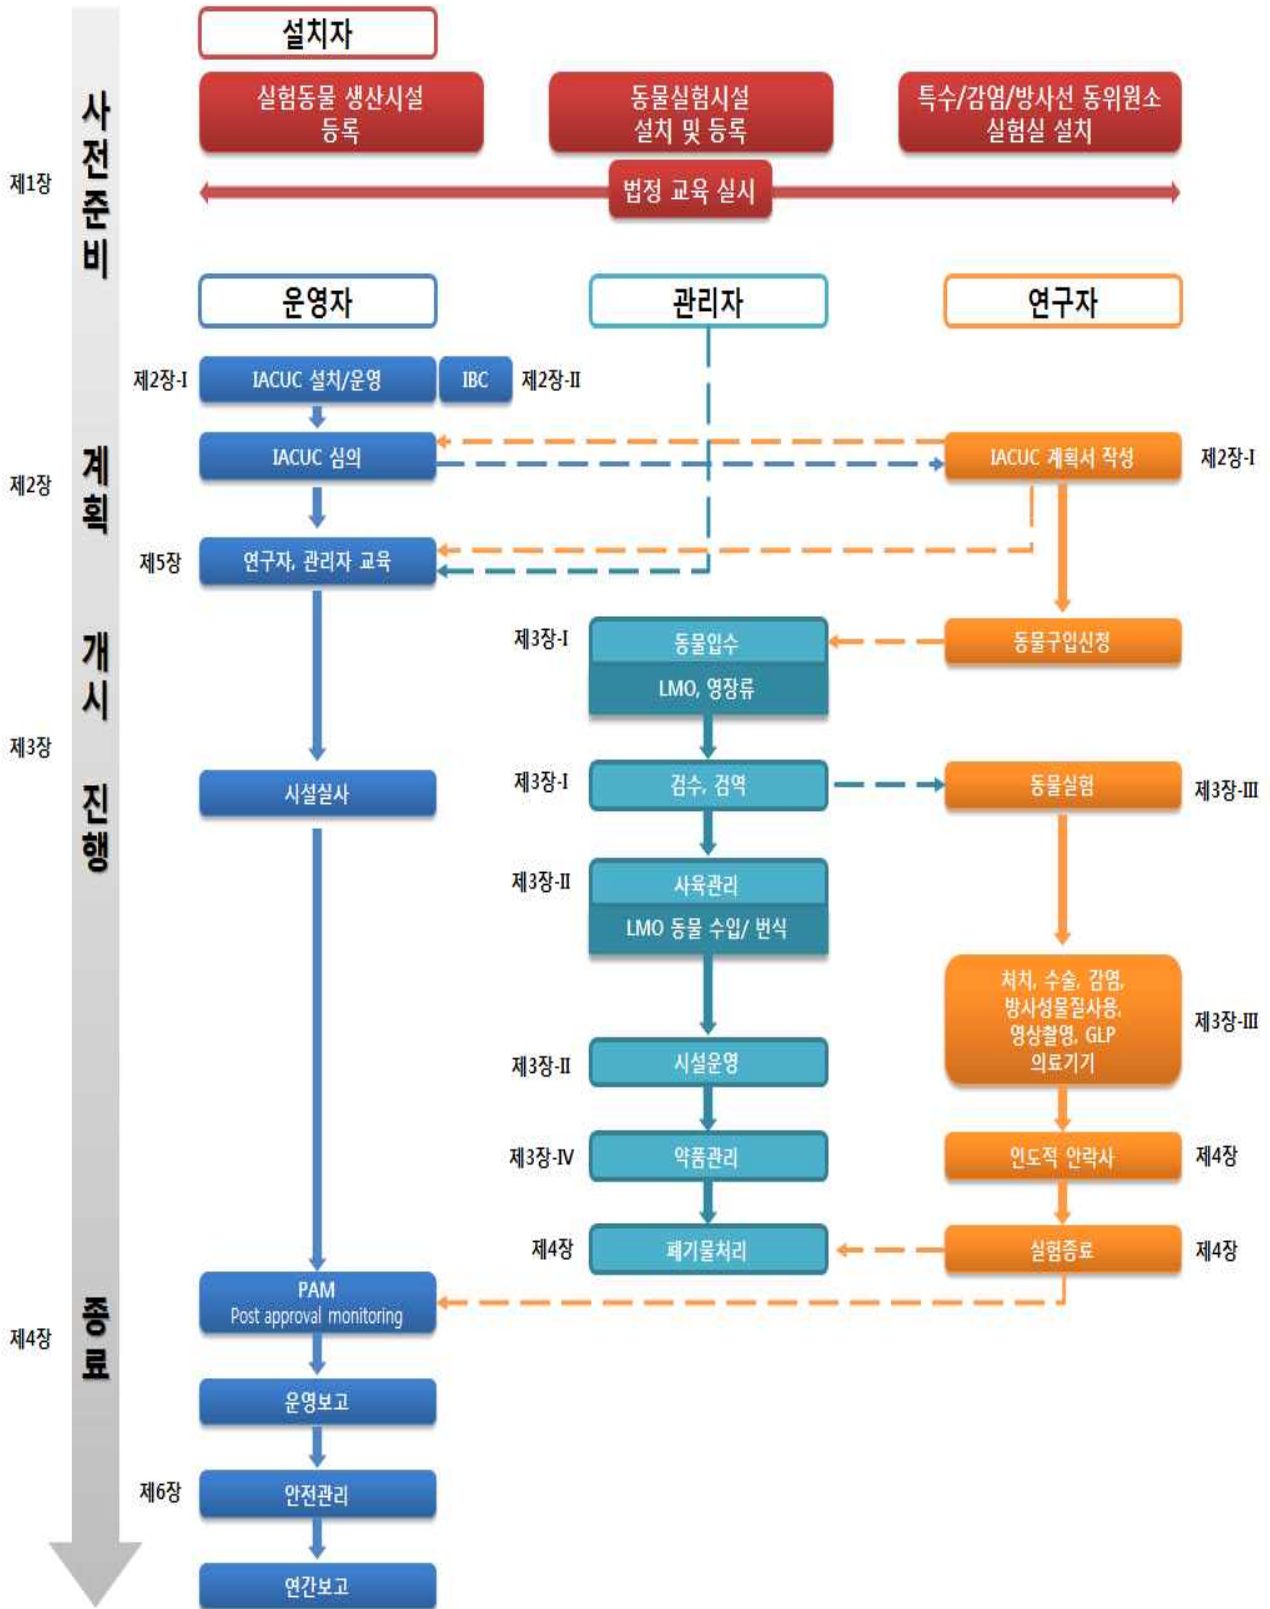 설치자
실험동물 생산시설
등록
동물실험시설
설치 및 등록
특수/감염/방사선 동위원소
실험실 설치
법정 교육 실시
사전준비
제1장
운영자
관리자
연구자
제2장-I
IACUC 설치/운영
IBC
제2장-II
계획
제2장
IACUC 심의
IACUC 계획서 작성
제2장-I
제5장
연구자, 관리자 교육
개시
진행
제3장
제3장-I
동물입수
LMO, 영장류
동물구입신청
시설실사
제3장-I
검수, 검역
동물실험
제3장-III
제3장-II
사육관리
LMO 동물 수입/ 번식
처치, 수술, 감염,
방사성물질사용,
영상촬영, GLP
의료기기
제3장-III
제3장-II
시설운영
제3장-IV
약품관리
인도적 안락사
제4장
제4장
폐기물처리
실험종료
제4장
종료
제4장
PAM
Post approval monitoring
운영보고
제6장
안전관리
연간보고